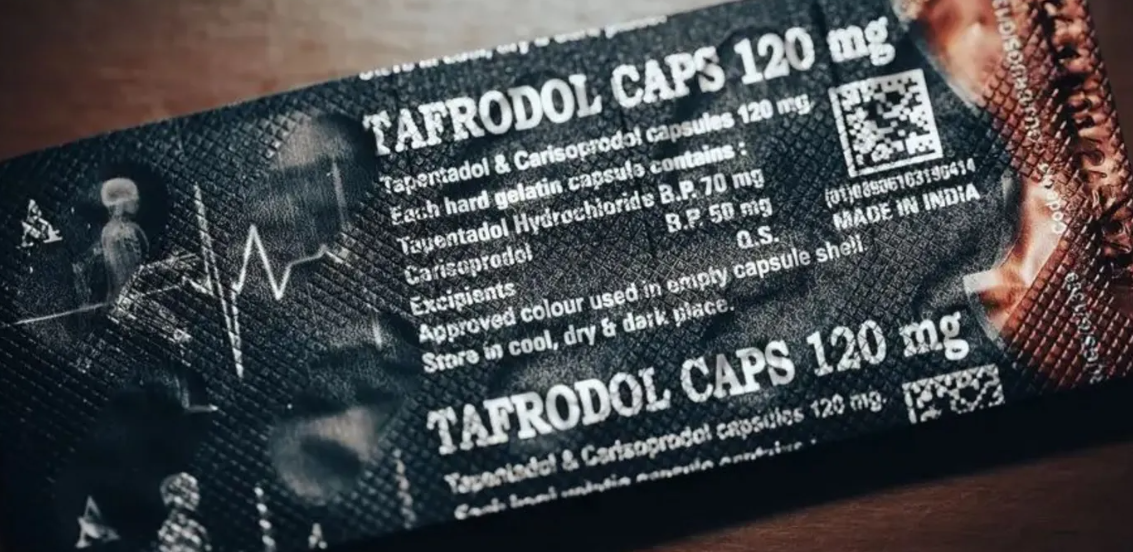 TAFRODOL CAPS 120 mg
Tapentadol & Carisoprodol capsules 120 mg.
Each hard gelatin capsule contains :
Tapentadol Hydrochloride B.P. 70 mg
Carisoprodol B.P. 50 mg
Excipients Q.S.
Approved colour used in empty capsule shell.
Store in cool, dry & dark place.
MADE IN INDIA
TAFRODOL CAPS 120 mg
Tapentadol & Carisoprodol capsules 120 mg.